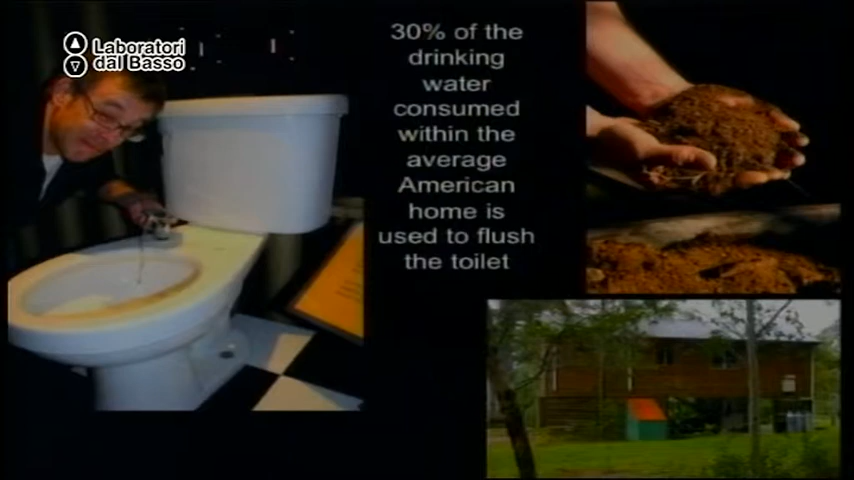 Laboratori
dal Basso
30% of the
drinking
water
consumed
within the
average
American
home is
used to flush
the toilet